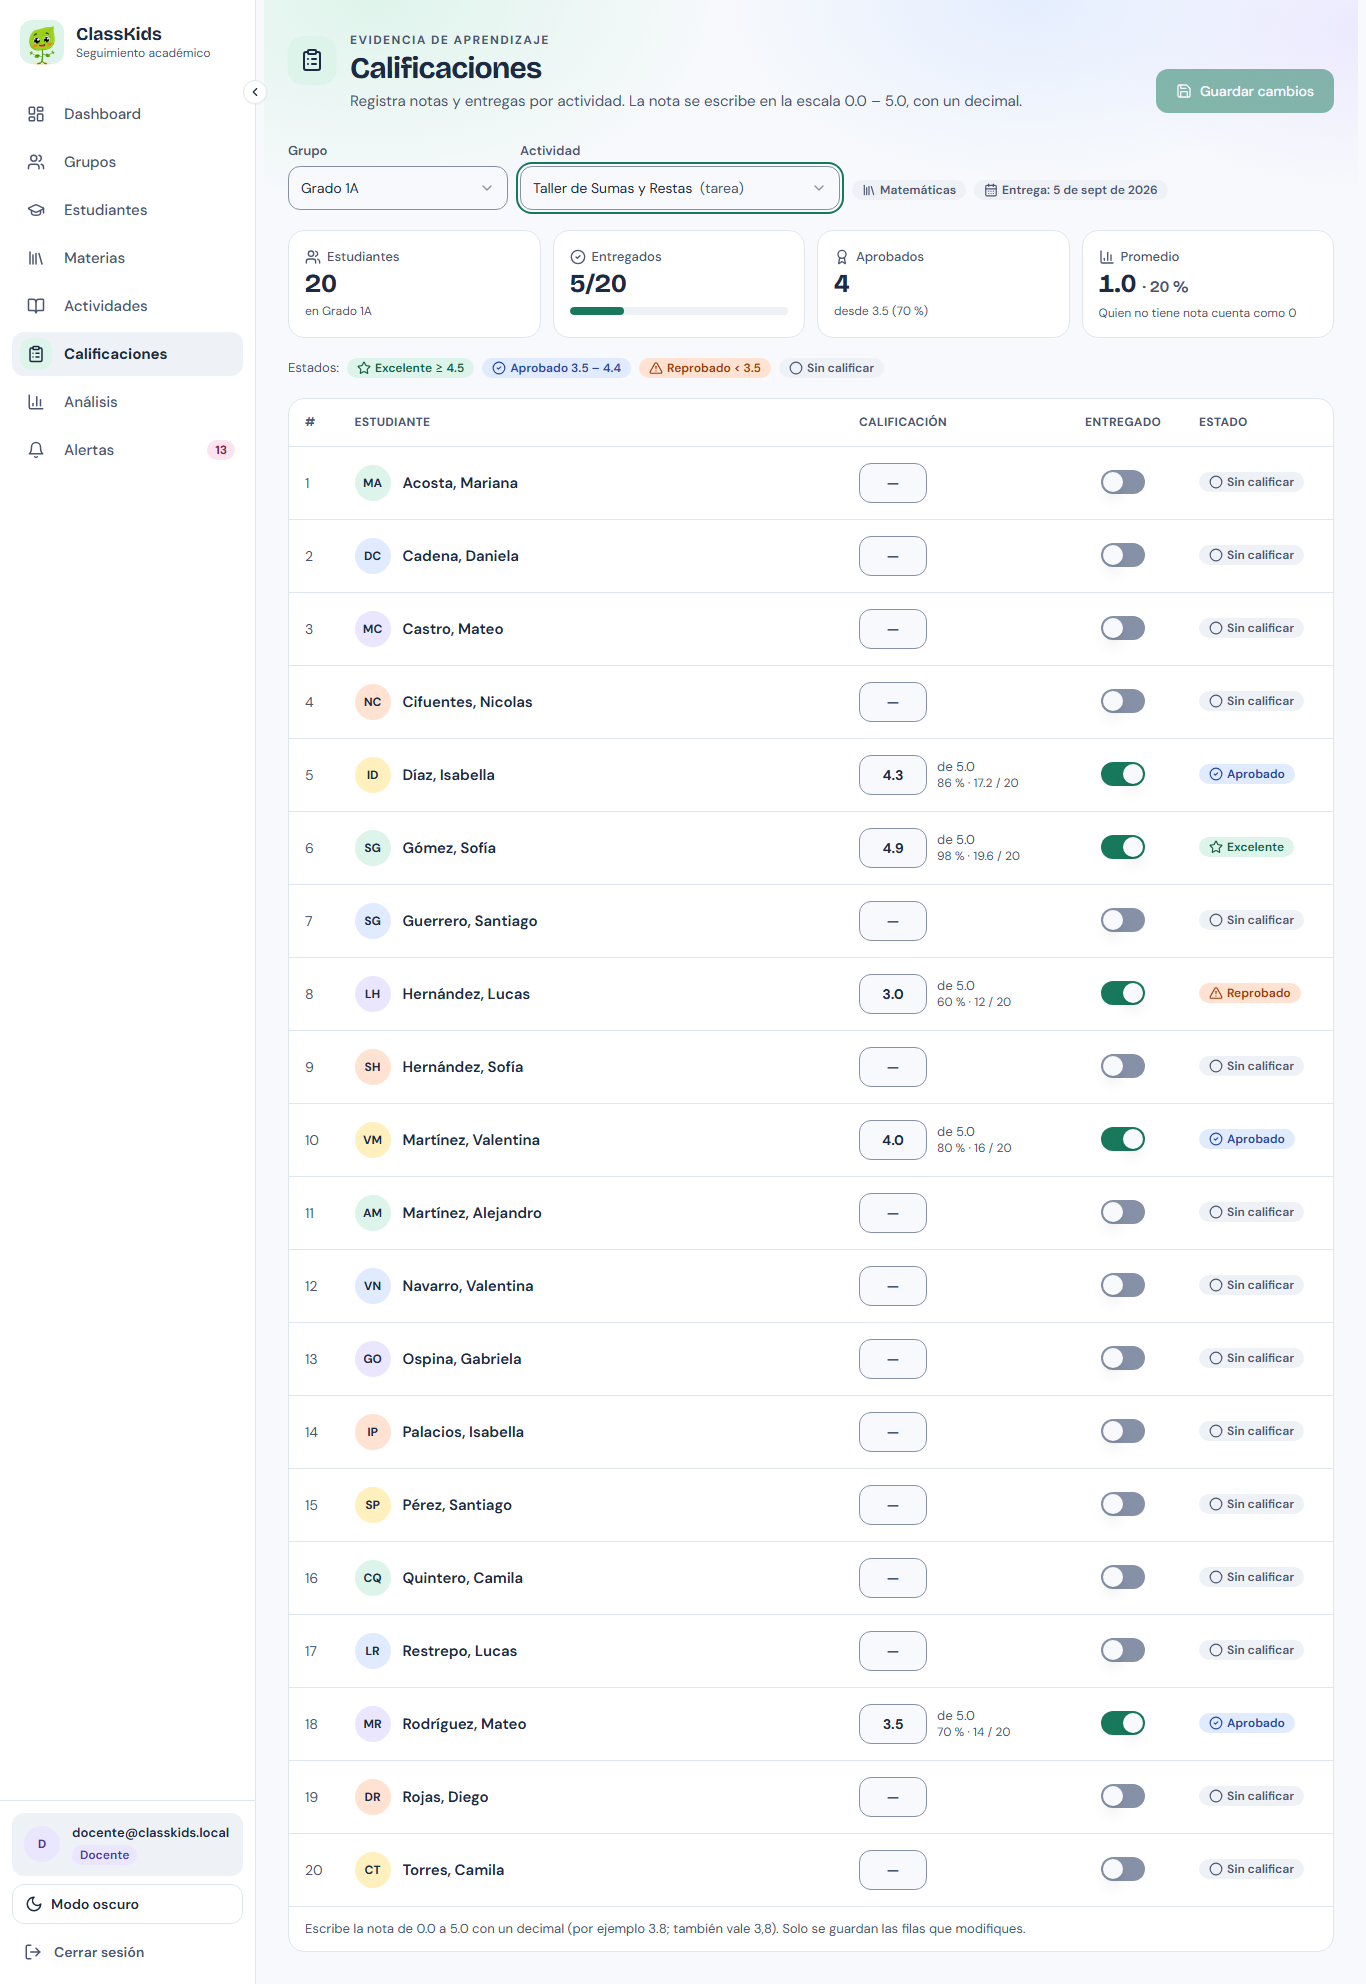 ClassKids
Seguimiento académico
Dashboard
Grupos
Estudiantes
Materias
Actividades
Calificaciones
Análisis
Alertas 13
EVIDENCIA DE APRENDIZAJE
Calificaciones
Registra notas y entregas por actividad. La nota se escribe en la escala 0.0 – 5.0, con un decimal.
Guardar cambios
Grupo
Grado 1A
Actividad
Taller de Sumas y Restas (tarea)
Matemáticas
Entrega: 5 de sept de 2026
Estudiantes
20
en Grado 1A
Entregados
5/20
Aprobados
4
desde 3.5 (70 %)
Promedio
1.0 · 20 %
Quien no tiene nota cuenta como 0
Estados: Excelente ≥ 4.5 Aprobado 3.5 – 4.4 Reprobado < 3.5 Sin calificar
# ESTUDIANTE CALIFICACIÓN ENTREGADO ESTADO
1 MA Acosta, Mariana — Sin calificar
2 DC Cadena, Daniela — Sin calificar
3 MC Castro, Mateo — Sin calificar
4 NC Cifuentes, Nicolas — Sin calificar
5 ID Díaz, Isabella 4.3 de 5.0 Aprobado
86 % · 17.2 / 20
6 SG Gómez, Sofía 4.9 de 5.0 Excelente
98 % · 19.6 / 20
7 SG Guerrero, Santiago — Sin calificar
8 LH Hernández, Lucas 3.0 de 5.0 Reprobado
60 % · 12 / 20
9 SH Hernández, Sofía — Sin calificar
10 VM Martínez, Valentina 4.0 de 5.0 Aprobado
80 % · 16 / 20
11 AM Martínez, Alejandro — Sin calificar
12 VN Navarro, Valentina — Sin calificar
13 GO Ospina, Gabriela — Sin calificar
14 IP Palacios, Isabella — Sin calificar
15 SP Pérez, Santiago — Sin calificar
16 CQ Quintero, Camila — Sin calificar
17 LR Restrepo, Lucas — Sin calificar
18 MR Rodríguez, Mateo 3.5 de 5.0 Aprobado
70 % · 14 / 20
19 DR Rojas, Diego — Sin calificar
20 CT Torres, Camila — Sin calificar
Escribe la nota de 0.0 a 5.0 con un decimal (por ejemplo 3.8; también vale 3,8). Solo se guardan las filas que modifiques.
D
docente@classkids.local
Docente
Modo oscuro
Cerrar sesión